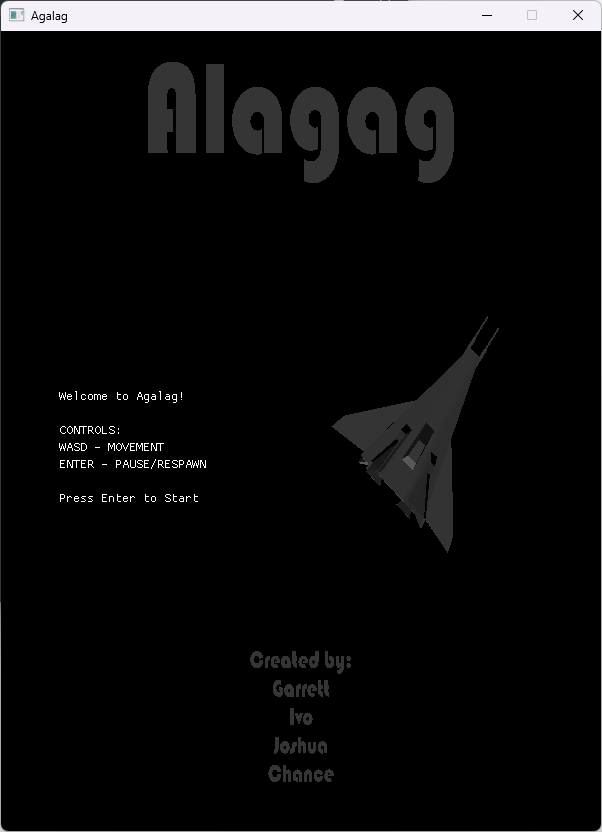 Agalag
Alagag
Welcome to Agalag!
CONTROLS:
WASD - MOVEMENT
ENTER - PAUSE/RESPAWN
Press Enter to Start
Created by:
Garrett
Ivo
Joshua
Chance